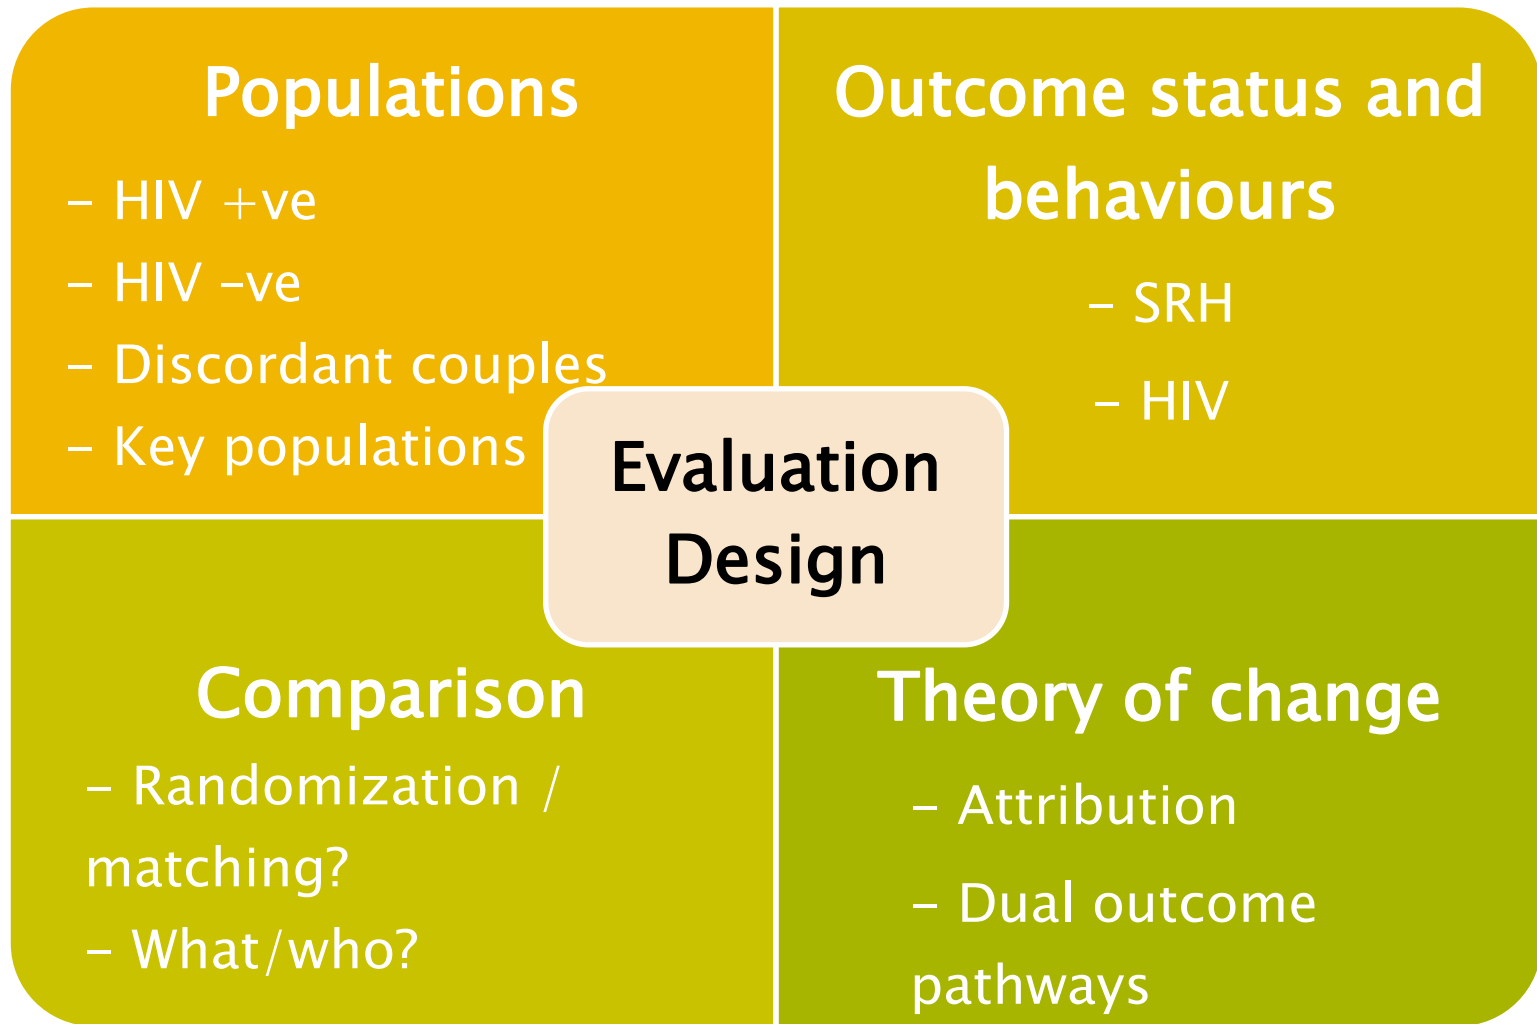 Populations
– HIV +ve
– HIV –ve
– Discordant couples
– Key populations
Outcome status and
behaviours
– SRH
– HIV
Evaluation
Design
Comparison
– Randomization /
matching?
– What/who?
Theory of change
– Attribution
– Dual outcome
pathways